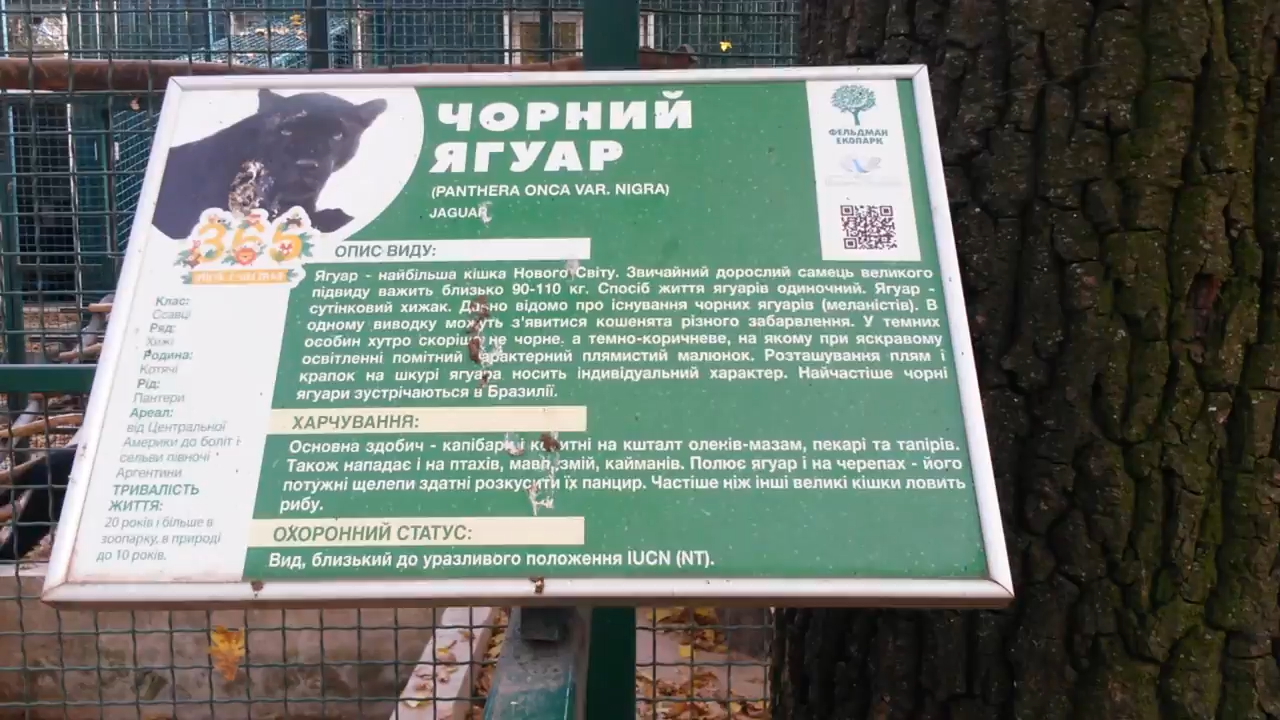 ЧОРНИЙ
ЯГУАР
(PANTHERA ONCA VAR. NIGRA)
JAGUAR
ФЕЛЬДМАН
ЕКОПАРК
365
ОПИС ВИДУ:
Ягуар - найбільша кішка Нового Світу. Звичайний дорослий самець великого
підвиду важить близько 90-110 кг. Спосіб життя ягуарів одиночний. Ягуар -
сутінковий хижак. Давно відомо про існування чорних ягуарів (меланістів). В
одному виводку можуть з'явитися кошенята різного забарвлення. У темних
особин хутро скоріш не чорне, а темно-коричневе, на якому при яскравому
освітленні помітний характерний плямистий малюнок. Розташування плям і
крапок на шкурі ягуара носить індивідуальний характер. Найчастіше чорні
ягуари зустрічаються в Бразилії.
Клас:
Ссавці
Ряд:
Хижі
Родина:
Котячі
Рід:
Пантери
Ареал:
від Центральної
Америки до боліт і
сельви півночі
Аргентини
ТРИВАЛІСТЬ
ЖИТТЯ:
20 років і більше в
зоопарку, в природі
до 10 років.
ХАРЧУВАННЯ:
Основна здобич - капібари і копитні на кшталт оленів-мазам, пекарі та тапірів.
Також нападає і на птахів, мавп, змій, кайманів. Полює ягуар і на черепах - його
потужні щелепи здатні розкусити їх панцир. Частіше ніж інші великі кішки ловить
рибу.
ОХОРОННИЙ СТАТУС:
Вид, близький до уразливого положення IUCN (NT).